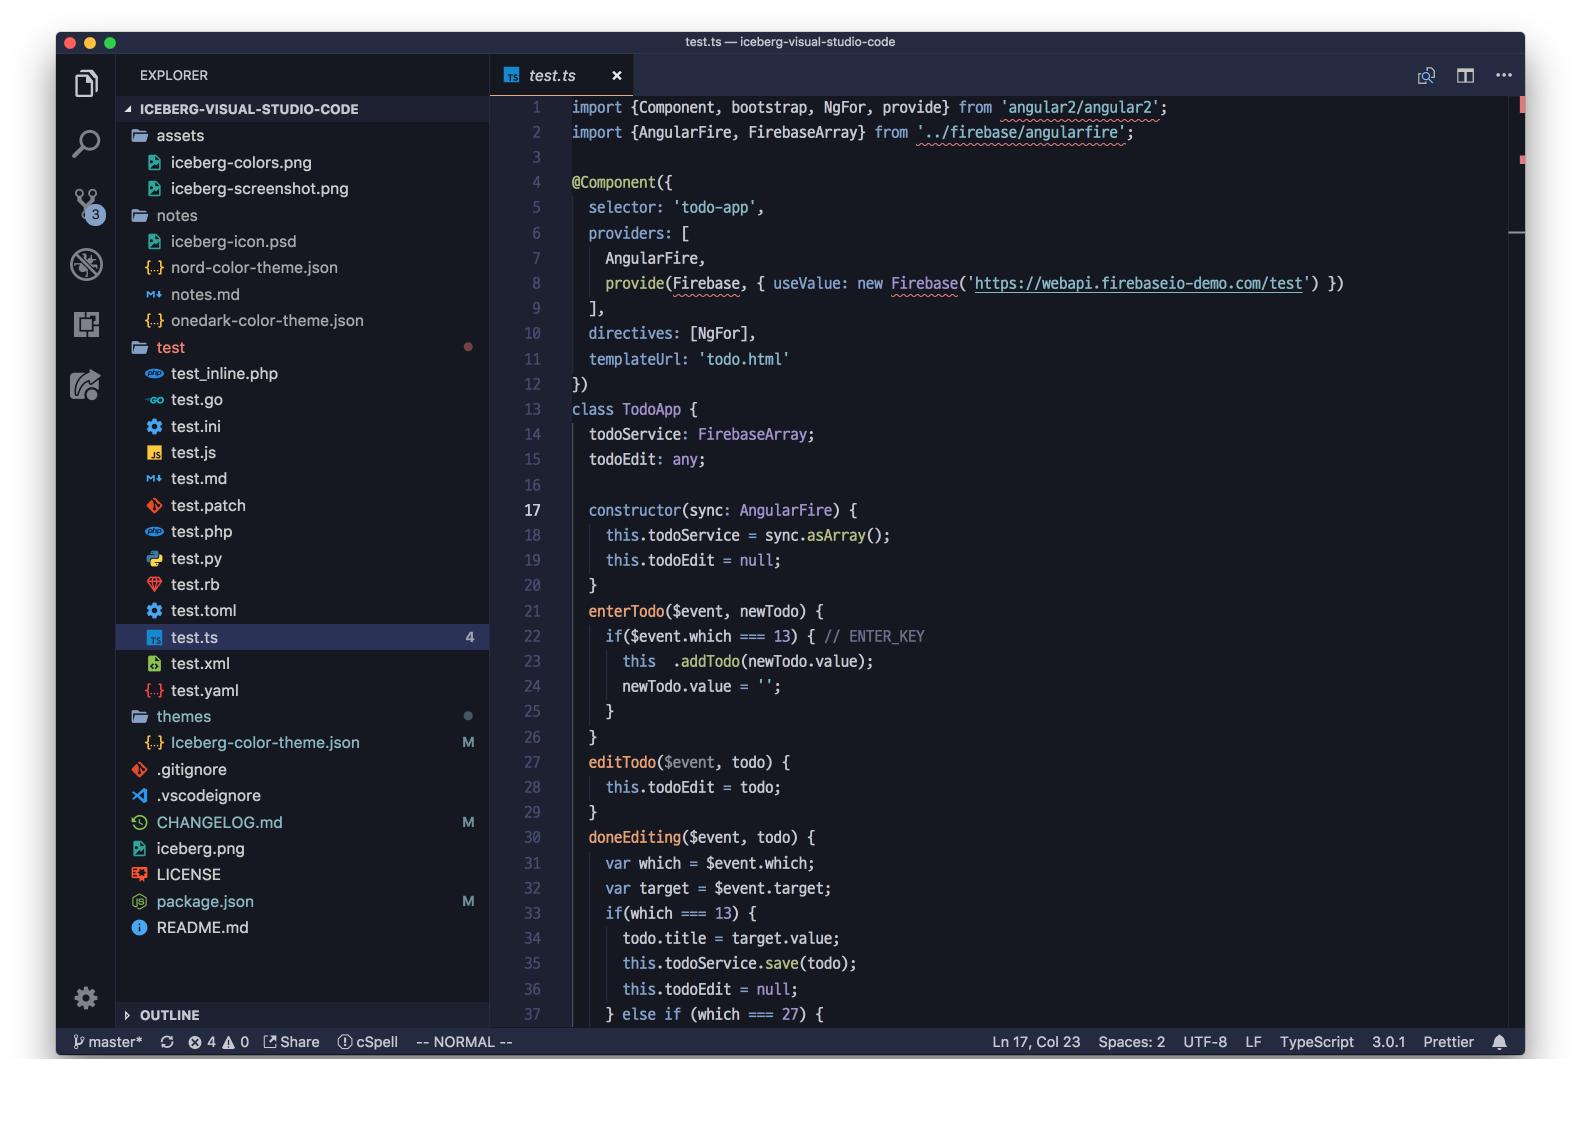 test.ts — iceberg-visual-studio-code
EXPLORER
ICEBERG-VISUAL-STUDIO-CODE
assets
iceberg-colors.png
iceberg-screenshot.png
notes
iceberg-icon.psd
{..} nord-color-theme.json
M notes.md
{..} onedark-color-theme.json
test
php test_inline.php
GO test.go
test.ini
JS test.js
M test.md
test.patch
php test.php
test.py
test.rb
test.toml
TS test.ts 4
test.xml
{..} test.yaml
themes
{..} Iceberg-color-theme.json M
.gitignore
.vscodeignore
CHANGELOG.md M
iceberg.png
LICENSE
JS package.json M
i README.md
OUTLINE
3
TS test.ts ×
1 import {Component, bootstrap, NgFor, provide} from 'angular2/angular2';
2 import {AngularFire, FirebaseArray} from '../firebase/angularfire';
3
4 @Component({
5 selector: 'todo-app',
6 providers: [
7 AngularFire,
8 provide(Firebase, { useValue: new Firebase('https://webapi.firebaseio-demo.com/test') })
9 ],
10 directives: [NgFor],
11 templateUrl: 'todo.html'
12 })
13 class TodoApp {
14 todoService: FirebaseArray;
15 todoEdit: any;
16
17 constructor(sync: AngularFire) {
18 this.todoService = sync.asArray();
19 this.todoEdit = null;
20 }
21 enterTodo($event, newTodo) {
22 if($event.which === 13) { // ENTER_KEY
23 this  .addTodo(newTodo.value);
24 newTodo.value = '';
25 }
26 }
27 editTodo($event, todo) {
28 this.todoEdit = todo;
29 }
30 doneEditing($event, todo) {
31 var which = $event.which;
32 var target = $event.target;
33 if(which === 13) {
34 todo.title = target.value;
35 this.todoService.save(todo);
36 this.todoEdit = null;
37 } else if (which === 27) {
master* 4 0 Share cSpell -- NORMAL -- Ln 17, Col 23 Spaces: 2 UTF-8 LF TypeScript 3.0.1 Prettier